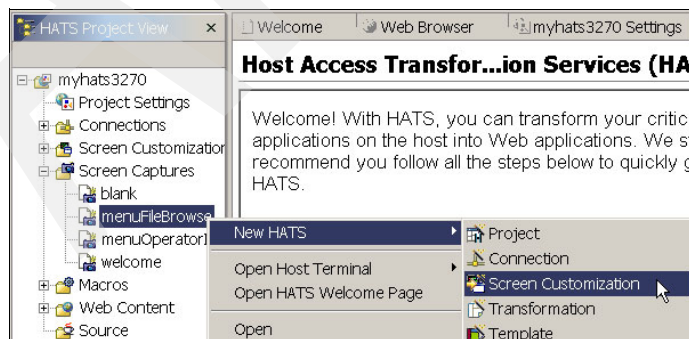 HATS Project View
Welcome
Web Browser
myhats3270 Settings
myhats3270
Project Settings
Connections
Screen Customization
Screen Captures
blank
menuFileBrowse
menuOperator
welcome
Macros
Web Content
Source
Host Access Transfor...ion Services (HA
Welcome! With HATS, you can transform your critic
applications on the host into Web applications. We s
recommend you follow all the steps below to quickly g
HATS.
New HATS
Open Host Terminal
Open HATS Welcome Page
Open
Project
Connection
Screen Customization
Transformation
Template